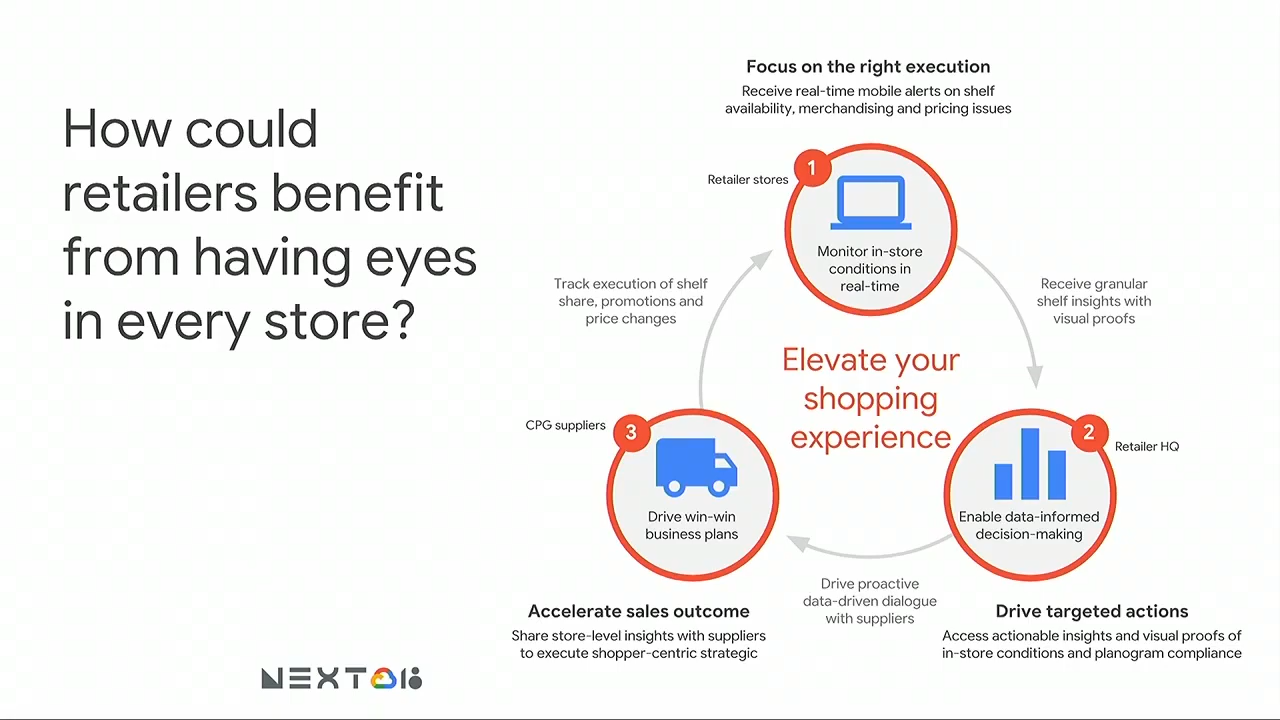 How could
retailers benefit
from having eyes
in every store?
Focus on the right execution
Receive real-time mobile alerts on shelf
availability, merchandising and pricing issues
1
Retailer stores
Monitor in-store
conditions in
real-time
Track execution of shelf
share, promotions and
price changes
Receive granular
shelf insights with
visual proofs
Elevate your
shopping
experience
CPG suppliers
3
Drive win-win
business plans
2
Retailer HQ
Enable data-informed
decision-making
Drive proactive
data-driven dialogue
with suppliers
Accelerate sales outcome
Share store-level insights with suppliers
to execute shopper-centric strategic
Drive targeted actions
Access actionable insights and visual proofs of
in-store conditions and planogram compliance
NEXT 18